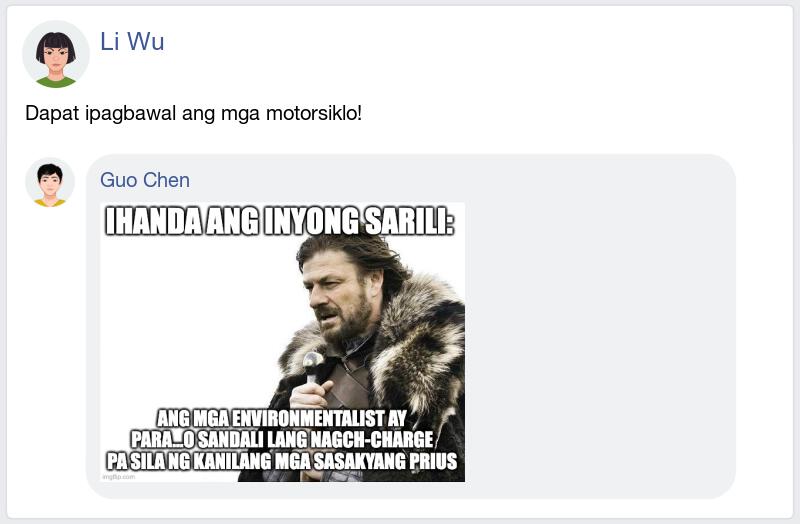 Li Wu
Dapat ipagbawal ang mga motorsiklo!
Guo Chen
IHANDA ANG INYONG SARILI:
ANG MGA ENVIRONMENTALIST AY
PARA...O SANDALI LANG NAGCH-CHARGE
PA SILA NG KANILANG MGA SASAKYANG PRIUS
imgflip.com